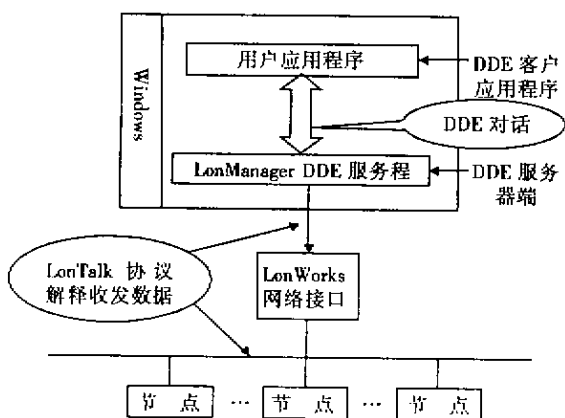 Windows
用户应用程序
DDE 客户
应用程序
DDE 对话
LonManager DDE 服务程
DDE 服务
器端
LonTalk 协议
解释收发数据
LonWorks
网络接口
节 点 … 节 点 … 节 点